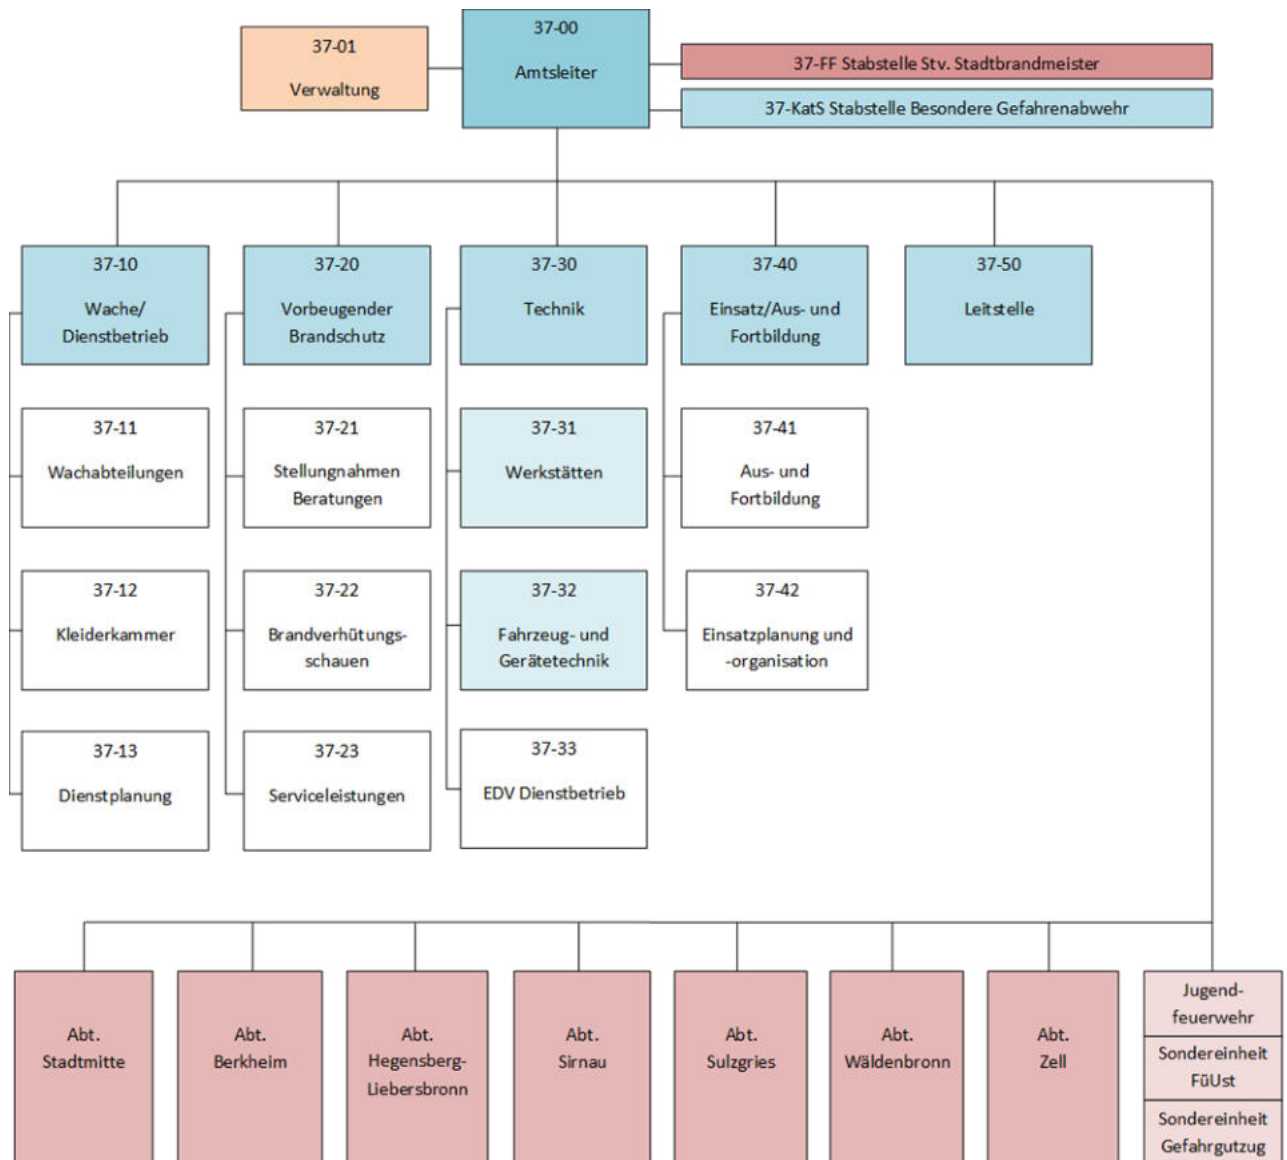 37-00
Amtsleiter
37-01
Verwaltung
37-FF Stabstelle Stv. Stadtbrandmeister
37-KatS Stabstelle Besondere Gefahrenabwehr
37-10
Wache/
Dienstbetrieb
37-20
Vorbeugender
Brandschutz
37-30
Technik
37-40
Einsatz/Aus- und
Fortbildung
37-50
Leitstelle
37-11
Wachabteilungen
37-21
Stellungnahmen
Beratungen
37-31
Werkstätten
37-41
Aus- und
Fortbildung
37-12
Kleiderkammer
37-22
Brandverhütungs-
schauen
37-32
Fahrzeug- und
Gerätetechnik
37-42
Einsatzplanung und
-organisation
37-13
Dienstplanung
37-23
Serviceleistungen
37-33
EDV Dienstbetrieb
Abt.
Stadtmitte
Abt.
Berkheim
Abt.
Hegensberg-
Liebersbronn
Abt.
Sirnau
Abt.
Sulzgries
Abt.
Wäldenbronn
Abt.
Zell
Jugend-
feuerwehr
Sondereinheit
FüUst
Sondereinheit
Gefahrgutzug